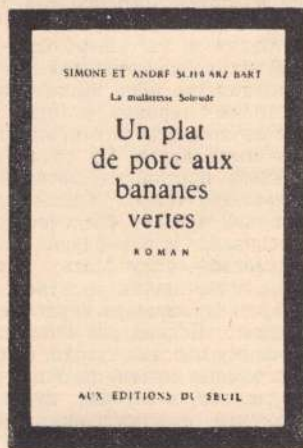 SIMONE ET ANDRÉ SCHWARZ BART
La mulâtresse Solitude
Un plat
de porc aux
bananes
vertes
ROMAN
AUX EDITIONS DU SEUIL